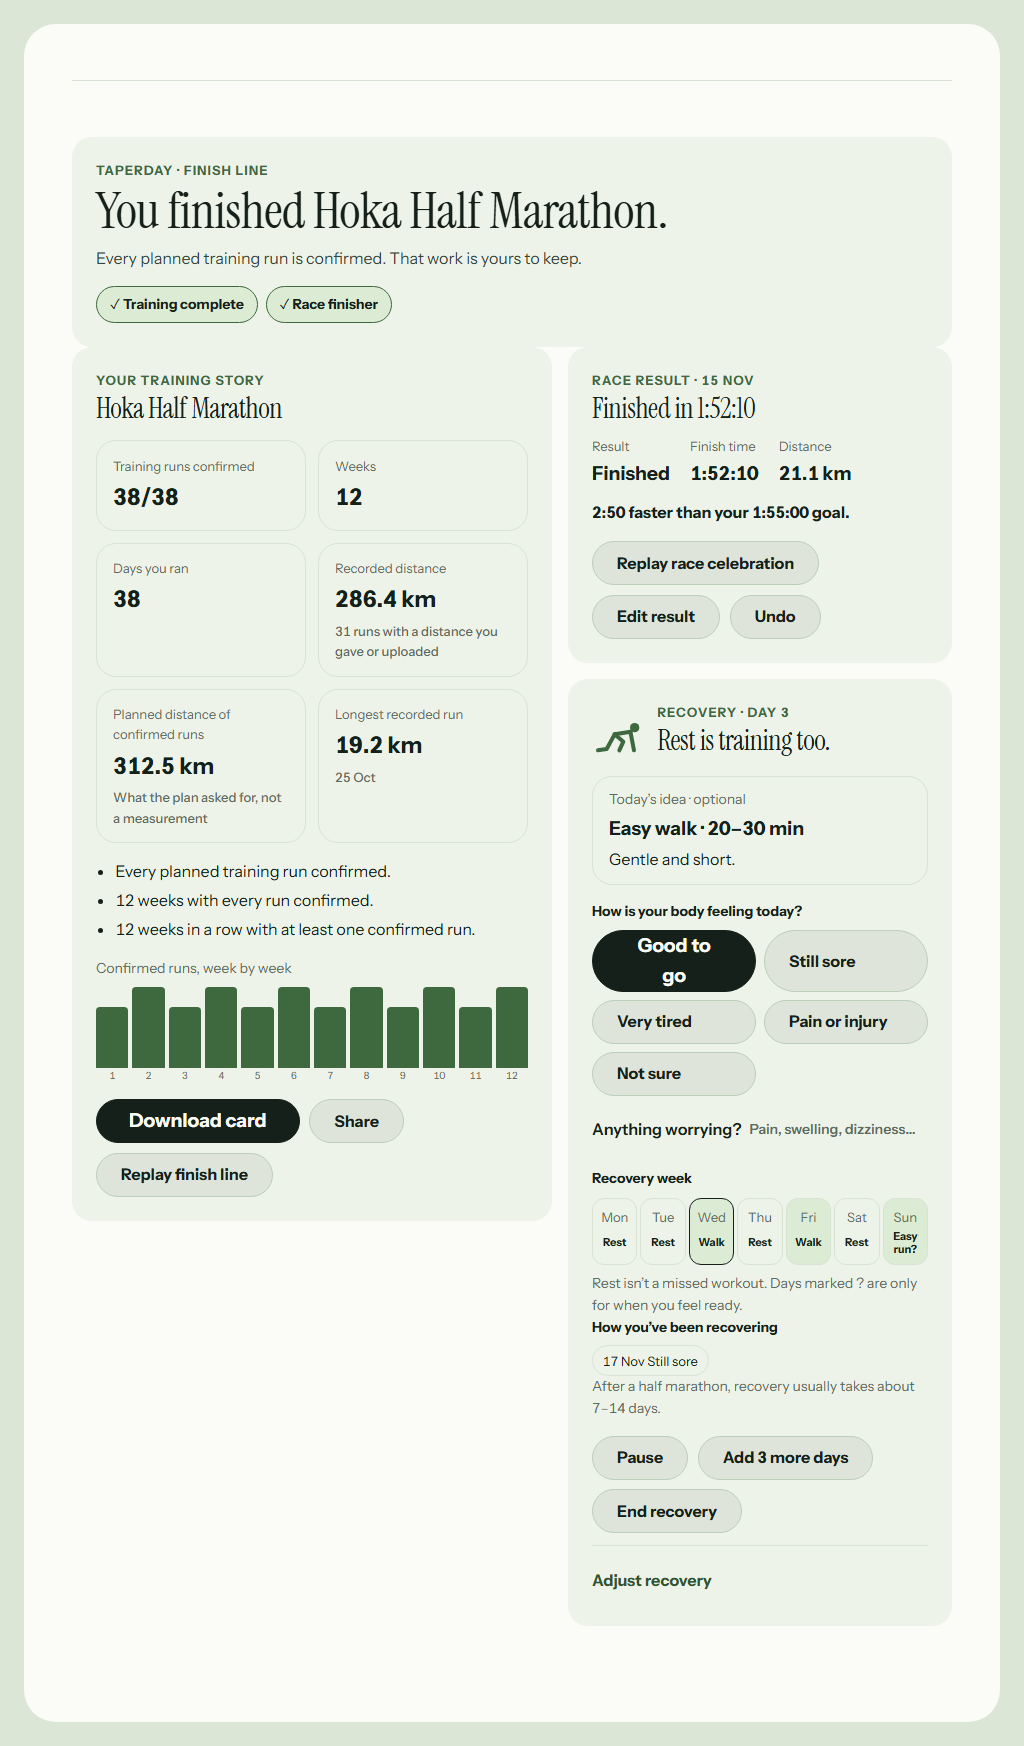 TAPERDAY · FINISH LINE
You finished Hoka Half Marathon.
Every planned training run is confirmed. That work is yours to keep.
✓ Training complete
✓ Race finisher
YOUR TRAINING STORY
Hoka Half Marathon
Training runs confirmed
38/38
Weeks
12
Days you ran
38
Recorded distance
286.4 km
31 runs with a distance you
gave or uploaded
Planned distance of
confirmed runs
312.5 km
What the plan asked for, not
a measurement
Longest recorded run
19.2 km
25 Oct
• Every planned training run confirmed.
• 12 weeks with every run confirmed.
• 12 weeks in a row with at least one confirmed run.
Confirmed runs, week by week
1 2 3 4 5 6 7 8 9 10 11 12
Download card
Share
Replay finish line
RACE RESULT · 15 NOV
Finished in 1:52:10
Result Finish time Distance
Finished 1:52:10 21.1 km
2:50 faster than your 1:55:00 goal.
Replay race celebration
Edit result
Undo
RECOVERY · DAY 3
Rest is training too.
Today’s idea · optional
Easy walk · 20–30 min
Gentle and short.
How is your body feeling today?
Good to
go
Still sore
Very tired
Pain or injury
Not sure
Anything worrying? Pain, swelling, dizziness…
Recovery week
Mon Tue Wed Thu Fri Sat Sun
Rest Rest Walk Rest Walk Rest Easy
run?
Rest isn’t a missed workout. Days marked ? are only
for when you feel ready.
How you’ve been recovering
17 Nov Still sore
After a half marathon, recovery usually takes about
7–14 days.
Pause
Add 3 more days
End recovery
Adjust recovery